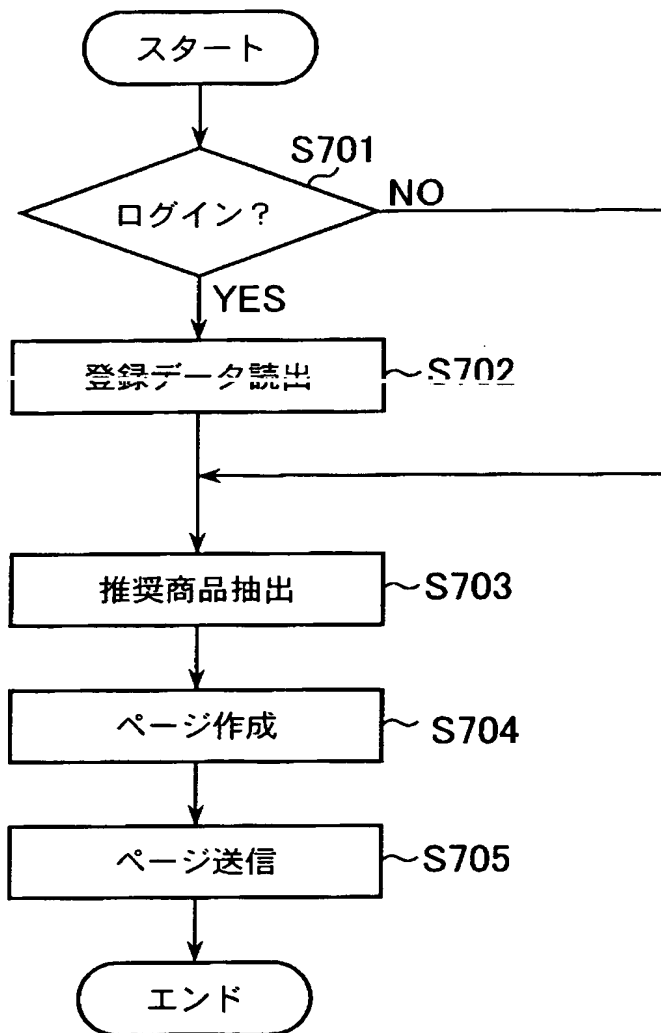 スタート
S701
ログイン?
NO
YES
登録データ読出
S702
推奨商品抽出
S703
ページ作成
S704
ページ送信
S705
エンド